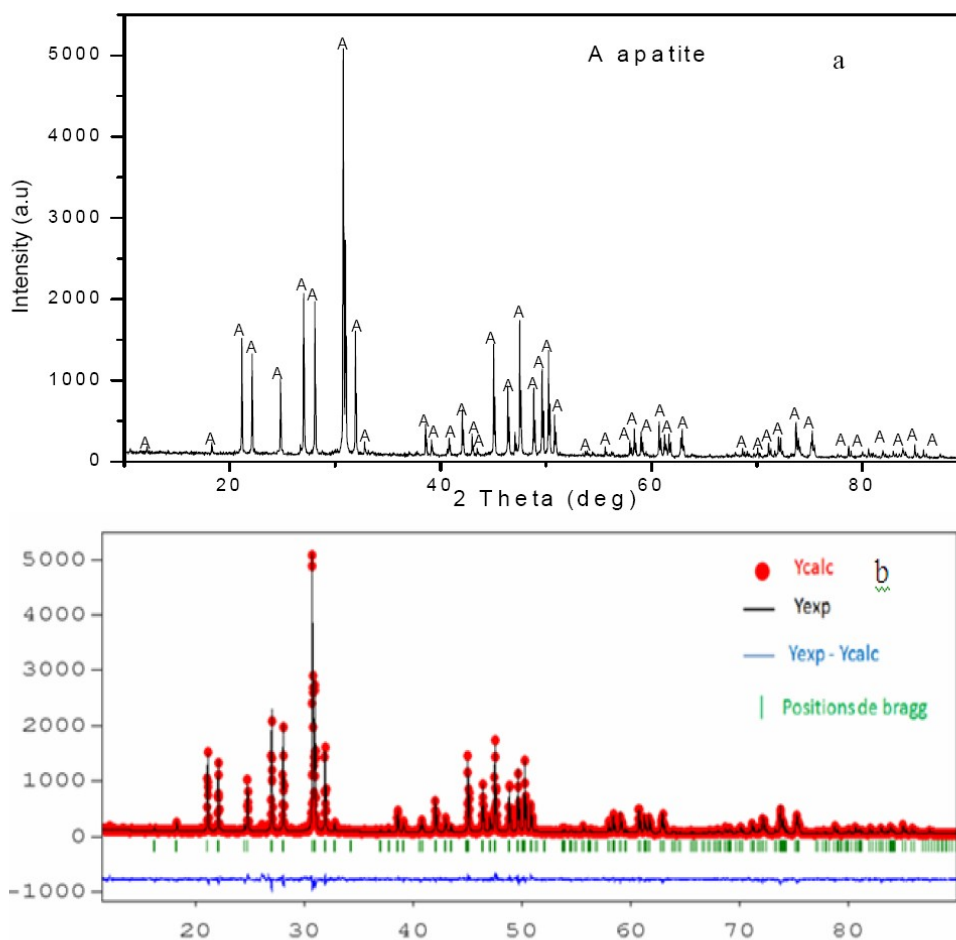 A apatite a
5000
4000
3000
2000
1000
0
Intensity (a.u)
A A A A A A A A A A A A A A A A A A A A A A A A A A A A A A A A A A A A A A A A A A A
20 40 60 80
2 Theta (deg)
5000
4000
3000
2000
1000
0
-1000
Ycalc b
Yexp
Yexp - Ycalc
Positions de bragg
20 30 40 50 60 70 80